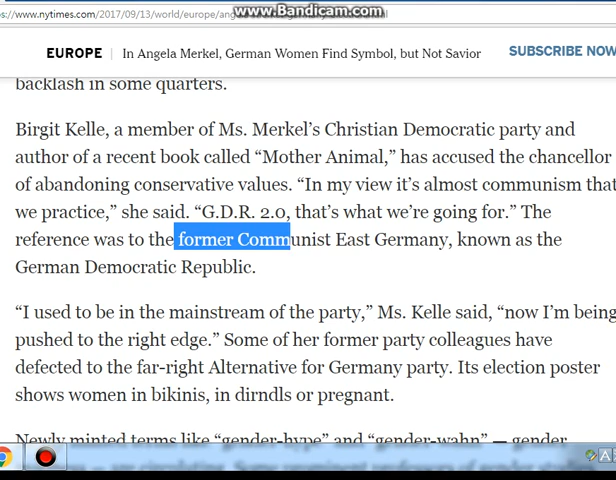 www.Bandicam.com
www.nytimes.com/2017/09/13/world/europe/ang
EUROPE | In Angela Merkel, German Women Find Symbol, but Not Savior SUBSCRIBE NOW
backlash in some quarters.
Birgit Kelle, a member of Ms. Merkel’s Christian Democratic party and
author of a recent book called “Mother Animal,” has accused the chancellor
of abandoning conservative values. “In my view it’s almost communism that
we practice,” she said. “G.D.R. 2.0, that’s what we’re going for.” The
reference was to the former Communist East Germany, known as the
German Democratic Republic.
“I used to be in the mainstream of the party,” Ms. Kelle said, “now I’m being
pushed to the right edge.” Some of her former party colleagues have
defected to the far-right Alternative for Germany party. Its election poster
shows women in bikinis, in dirndls or pregnant.
Newly minted terms like “gender-hype” and “gender-wahn” — gender